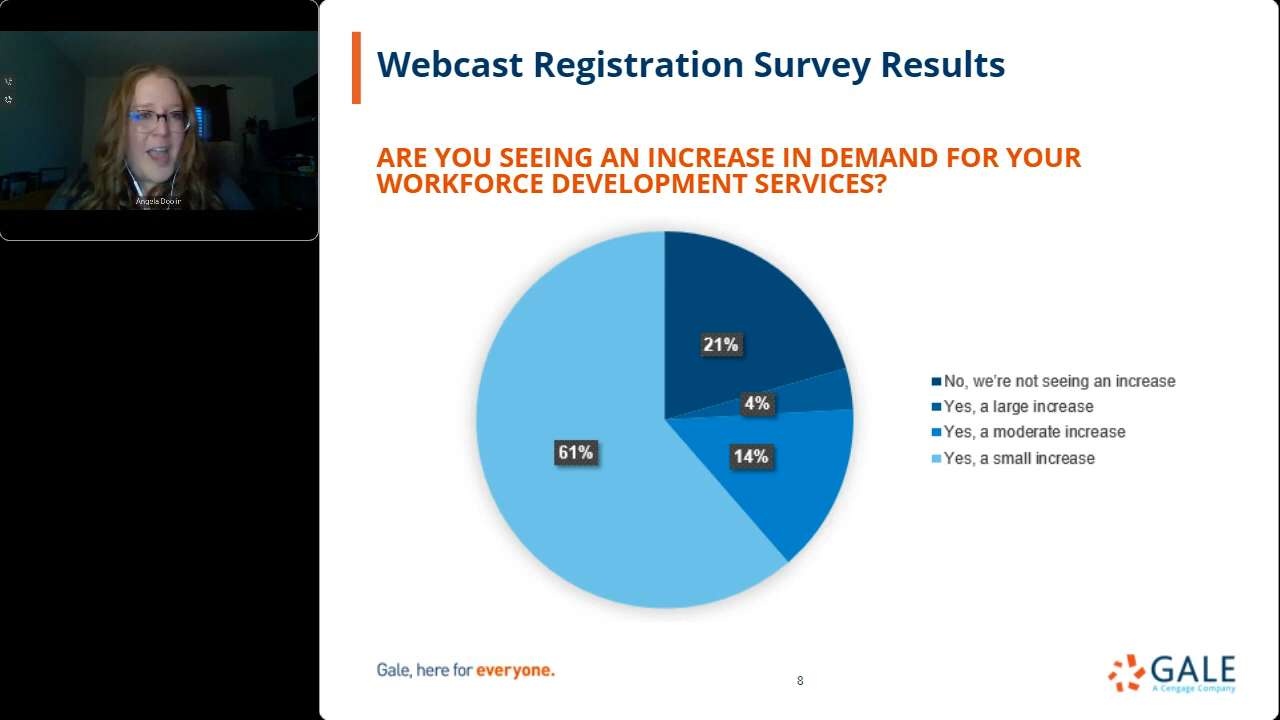 Angela Doolin
Webcast Registration Survey Results
ARE YOU SEEING AN INCREASE IN DEMAND FOR YOUR
WORKFORCE DEVELOPMENT SERVICES?
21%
4%
14%
61%
No, we're not seeing an increase
Yes, a large increase
Yes, a moderate increase
Yes, a small increase
Gale, here for everyone.
8
GALE
A Cengage Company